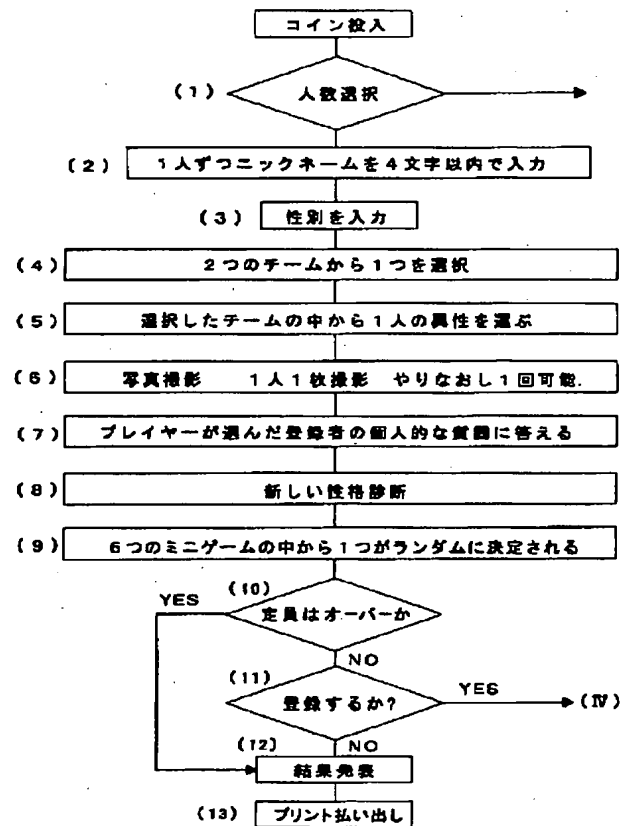 コイン投入
(1) 人数選択
(2) 1人ずつニックネームを4文字以内で入力
(3) 性別を入力
(4) 2つのチームから1つを選択
(5) 選択したチームの中から1人の異性を選ぶ
(6) 写真撮影 1人1枚撮影 やりなおし1回可能.
(7) プレイヤーが選んだ登録者の個人的な質問に答える
(8) 新しい性格診断
(9) 6つのミニゲームの中から1つがランダムに決定される
(10)
YES 定員はオーバーか
NO
(11) YES
登録するか? (Ⅳ)
(12) NO
結果発表
(13) プリント払い出し